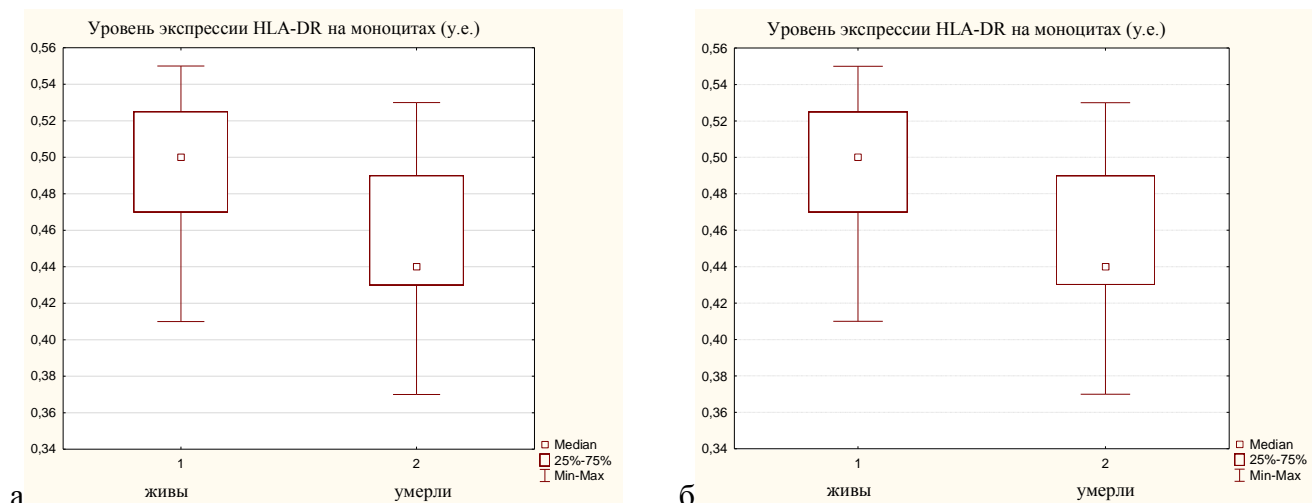 Уровень экспрессии HLA-DR на моноцитах (у.е.)
0,56
0,54
0,52
0,50
0,48
0,46
0,44
0,42
0,40
0,38
0,36
0,34
1
2
Median
25%-75%
Min-Max
а
живы
умерли
Уровень экспрессии HLA-DR на моноцитах (у.е.)
0,56
0,54
0,52
0,50
0,48
0,46
0,44
0,42
0,40
0,38
0,36
0,34
1
2
Median
25%-75%
Min-Max
б
живы
умерли